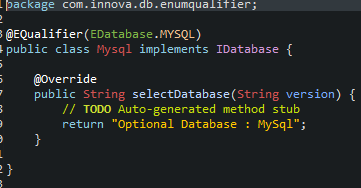 package com.innova.db.enumqualifier;
@EQualifier(EDatabase.MYSQL)
public class Mysql implements IDatabase {
@Override
public String selectDatabase(String version) {
// TODO Auto-generated method stub
return "Optional Database : MySql";
}
}